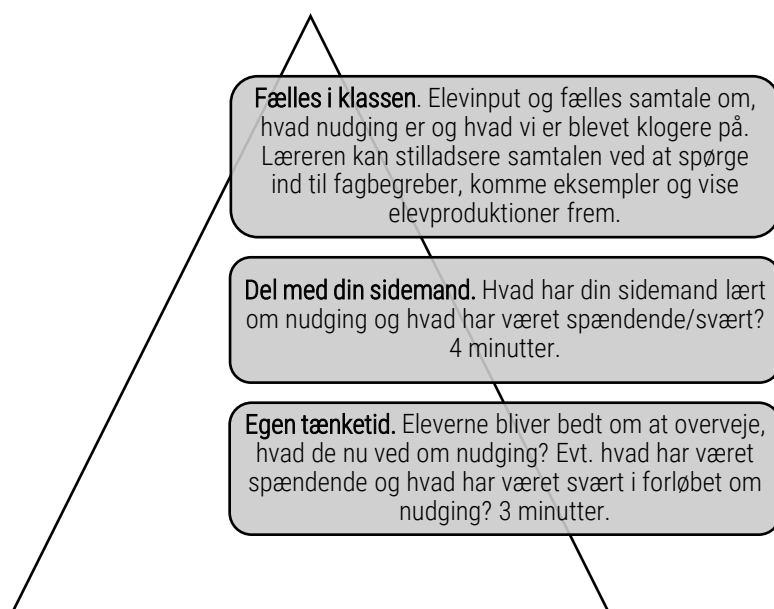 Fælles i klassen. Elevinput og fælles samtale om,
hvad nudging er og hvad vi er blevet klogere på.
Læreren kan stilladsere samtalen ved at spørge
ind til fagbegreber, komme eksempler og vise
elevproduktioner frem.
Del med din sidemand. Hvad har din sidemand lært
om nudging og hvad har været spændende/svært?
4 minutter.
Egen tænketid. Eleverne bliver bedt om at overveje,
hvad de nu ved om nudging? Evt. hvad har været
spændende og hvad har været svært i forløbet om
nudging? 3 minutter.